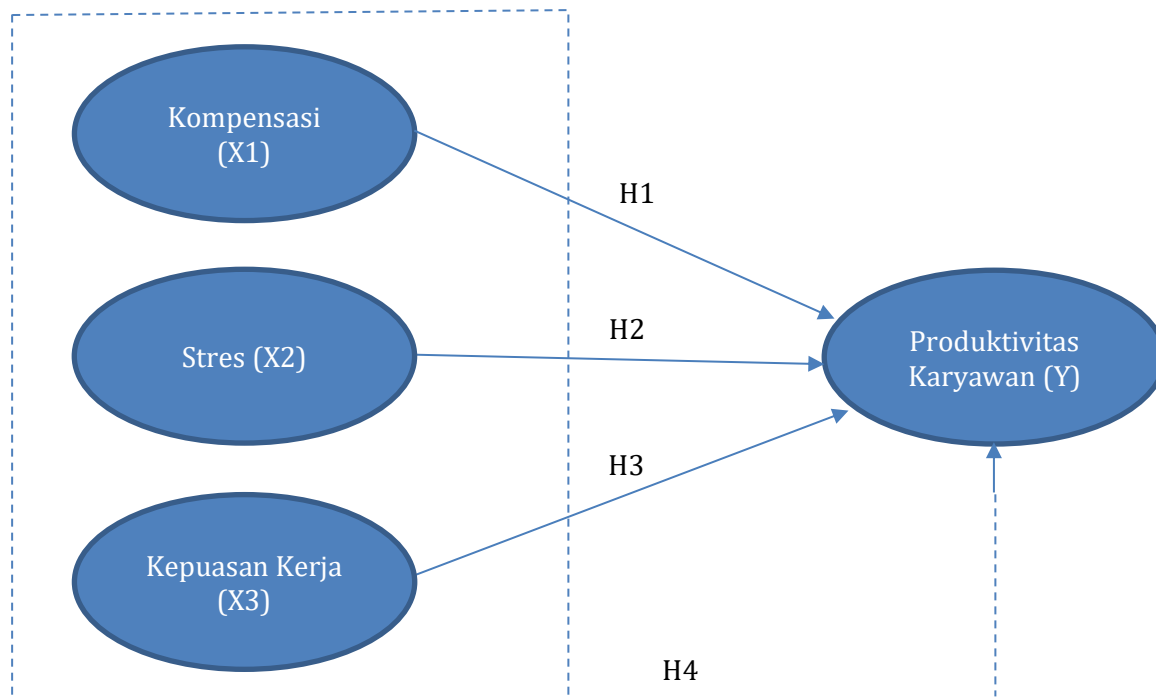 Kompensasi
(X1)
H1
Stres (X2)
H2
Produktivitas
Karyawan (Y)
H3
Kepuasan Kerja
(X3)
H4